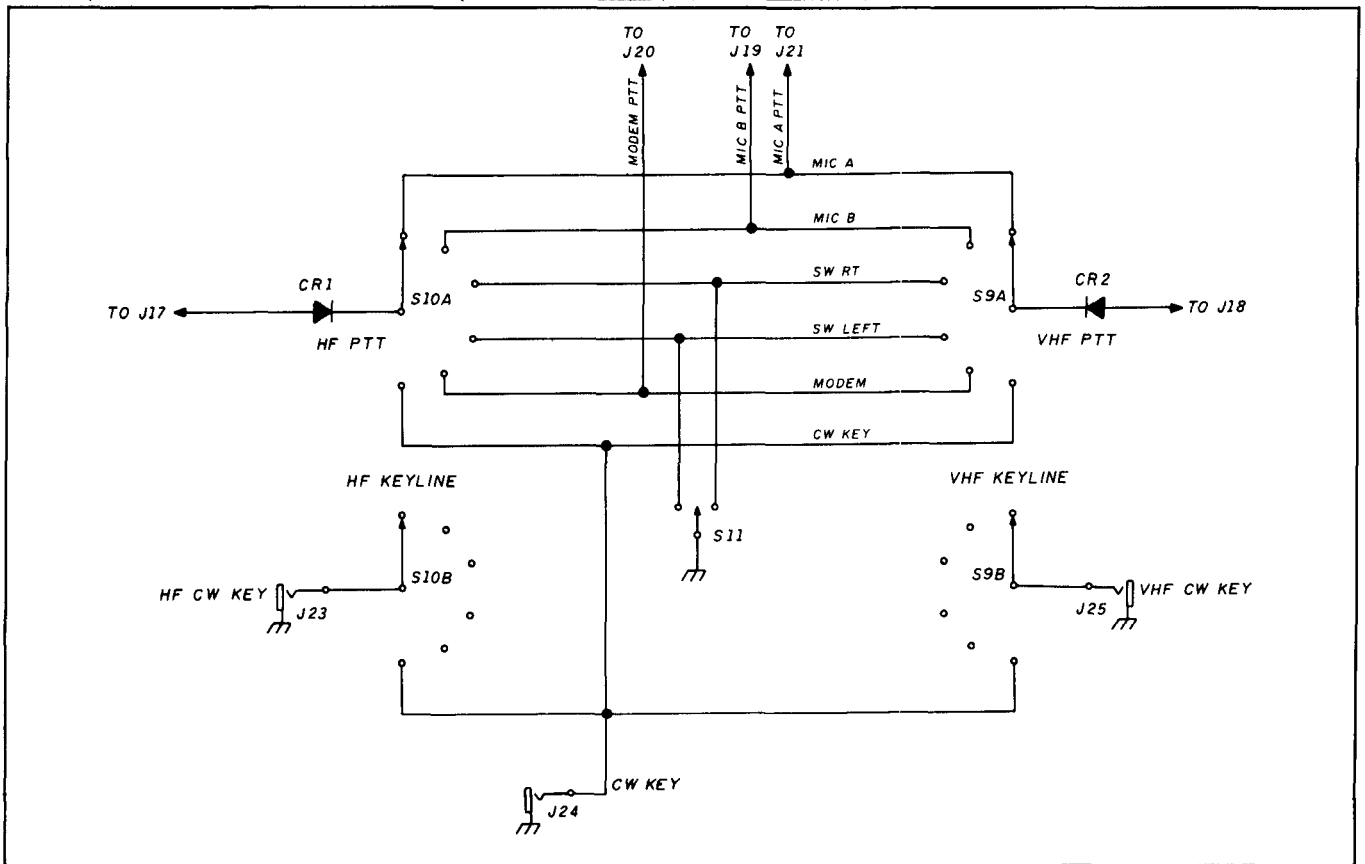 TO J20
TO J19
TO J21
MODEM PTT
MIC B PTT
MIC A PTT
MIC A
MIC B
SW RT
SW LEFT
MODEM
CW KEY
CR1
S10A
TO J17
HF PTT
S9A
CR2
TO J18
VHF PTT
HF KEYLINE
VHF KEYLINE
S11
S10B
HF CW KEY
J23
S9B
VHF CW KEY
J25
CW KEY
J24